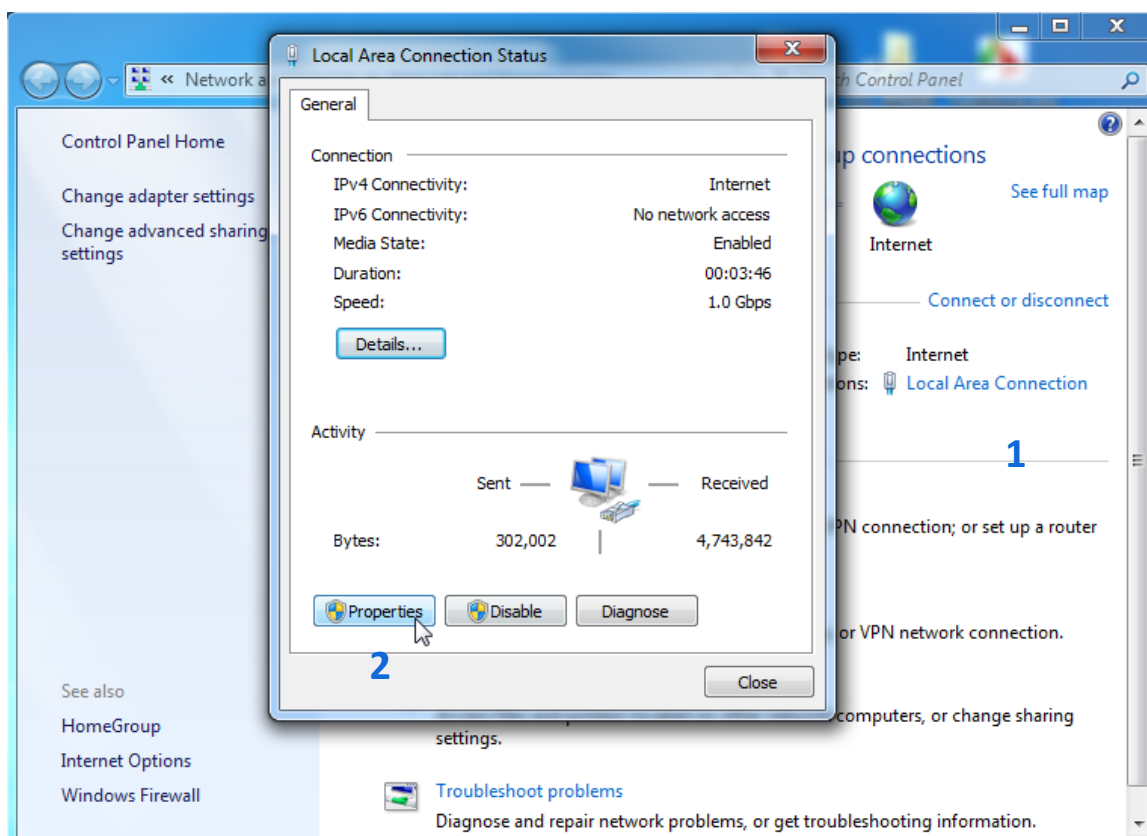 Local Area Connection Status
« Network a
h Control Panel
General
Control Panel Home
Change adapter settings
Change advanced sharing
settings
Connection
IPv4 Connectivity: Internet
IPv6 Connectivity: No network access
Media State: Enabled
Duration: 00:03:46
Speed: 1.0 Gbps
Details...
Activity
Sent Received
Bytes: 302,002 4,743,842
Properties Disable Diagnose
2
Close
up connections
See full map
Internet
Connect or disconnect
pe: Internet
ons: Local Area Connection
1
PN connection; or set up a router
or VPN network connection.
computers, or change sharing
settings.
Troubleshoot problems
Diagnose and repair network problems, or get troubleshooting information.
See also
HomeGroup
Internet Options
Windows Firewall